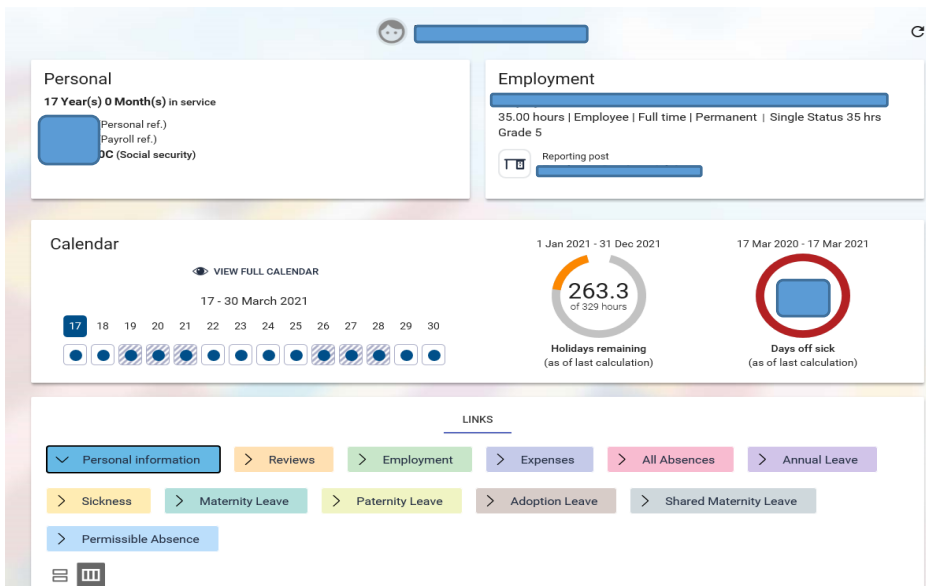 Personal
17 Year(s) 0 Month(s) in service
Personal ref.)
Payroll ref.)
0C (Social security)
Employment
35.00 hours | Employee | Full time | Permanent | Single Status 35 hrs
Grade 5
Reporting post
Calendar
VIEW FULL CALENDAR
17 - 30 March 2021
17 18 19 20 21 22 23 24 25 26 27 28 29 30
1 Jan 2021 - 31 Dec 2021
263.3
of 329 hours
Holidays remaining
(as of last calculation)
17 Mar 2020 - 17 Mar 2021
Days off sick
(as of last calculation)
LINKS
Personal information
Reviews
Employment
Expenses
All Absences
Annual Leave
Sickness
Maternity Leave
Paternity Leave
Adoption Leave
Shared Maternity Leave
Permissible Absence